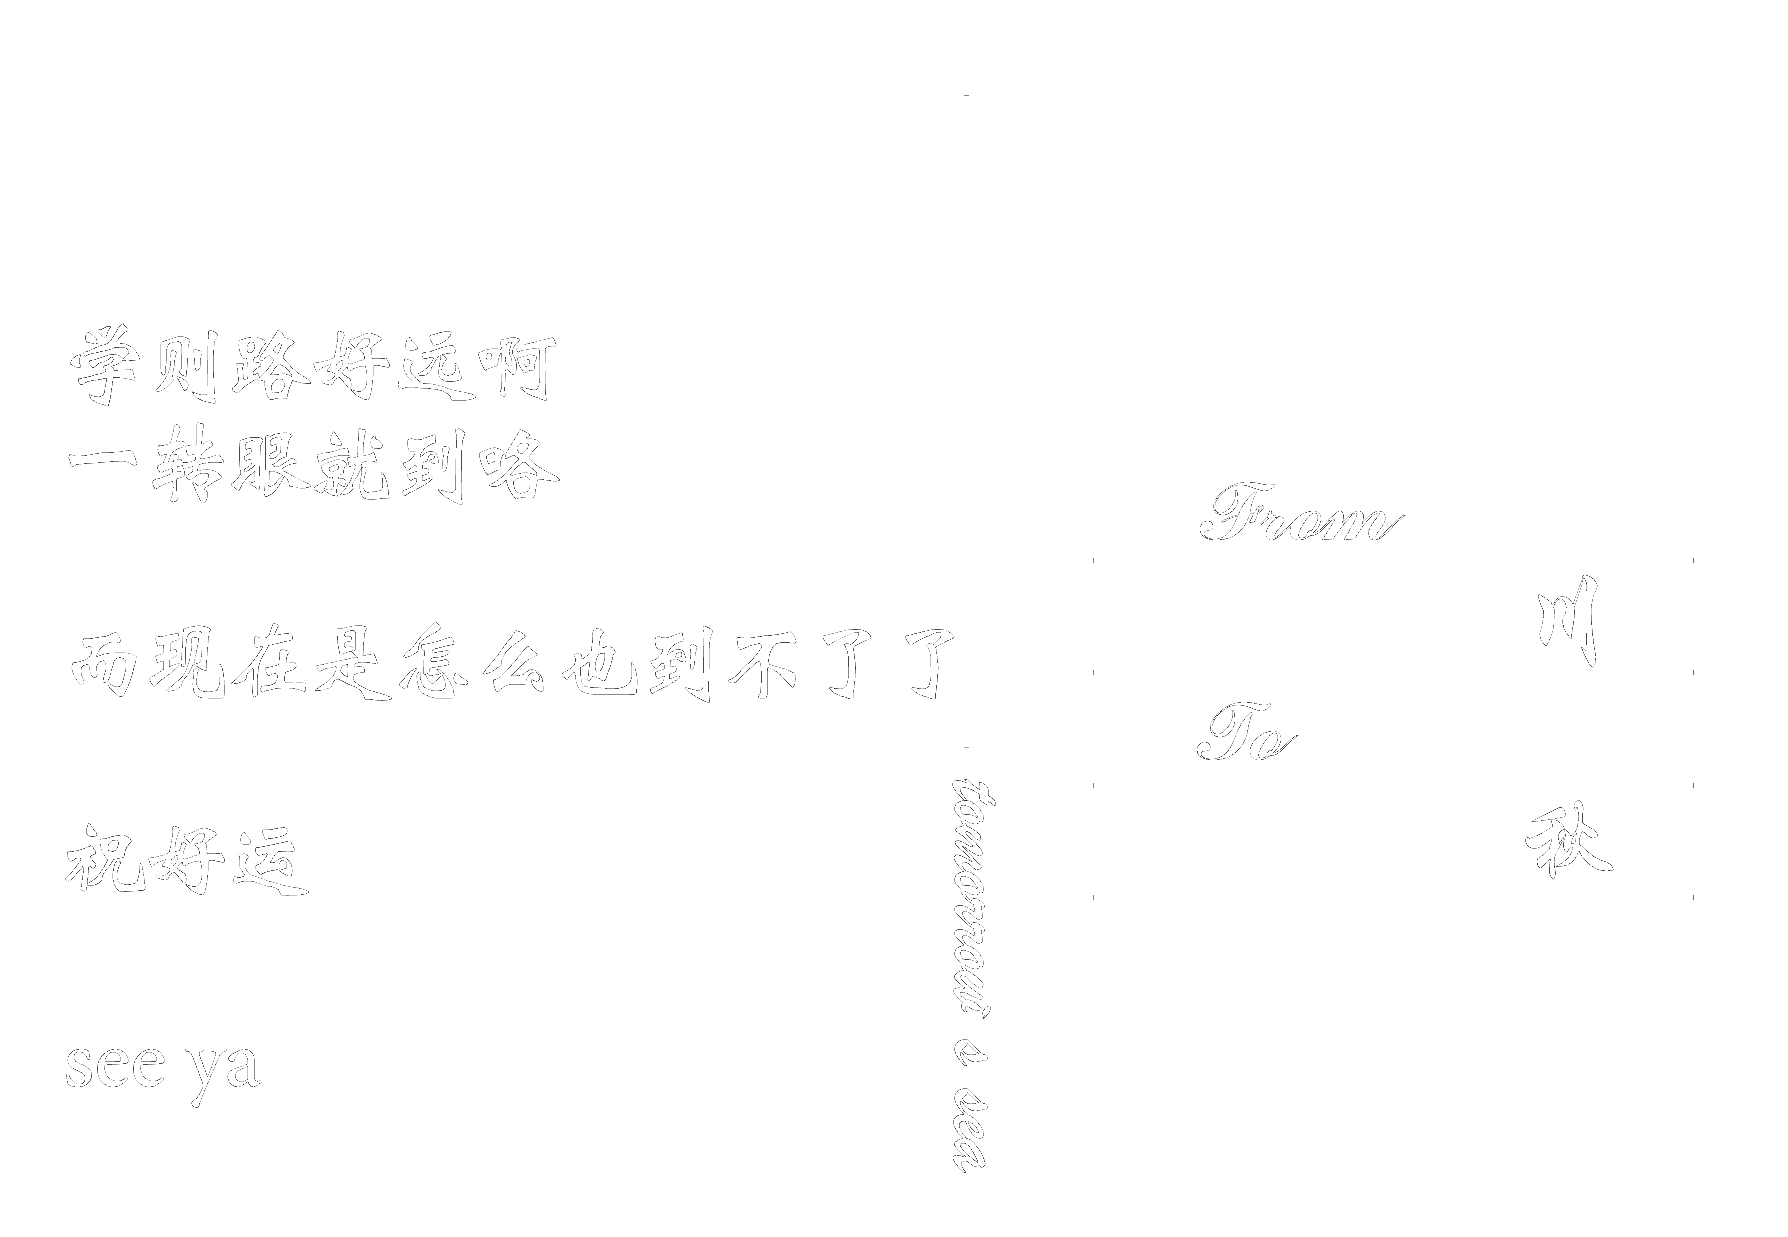 学则路好远啊
一转眼就到咯
而现在是怎么也到不了了
祝好运
see ya
tomorrow's sea
From
川
To
秋